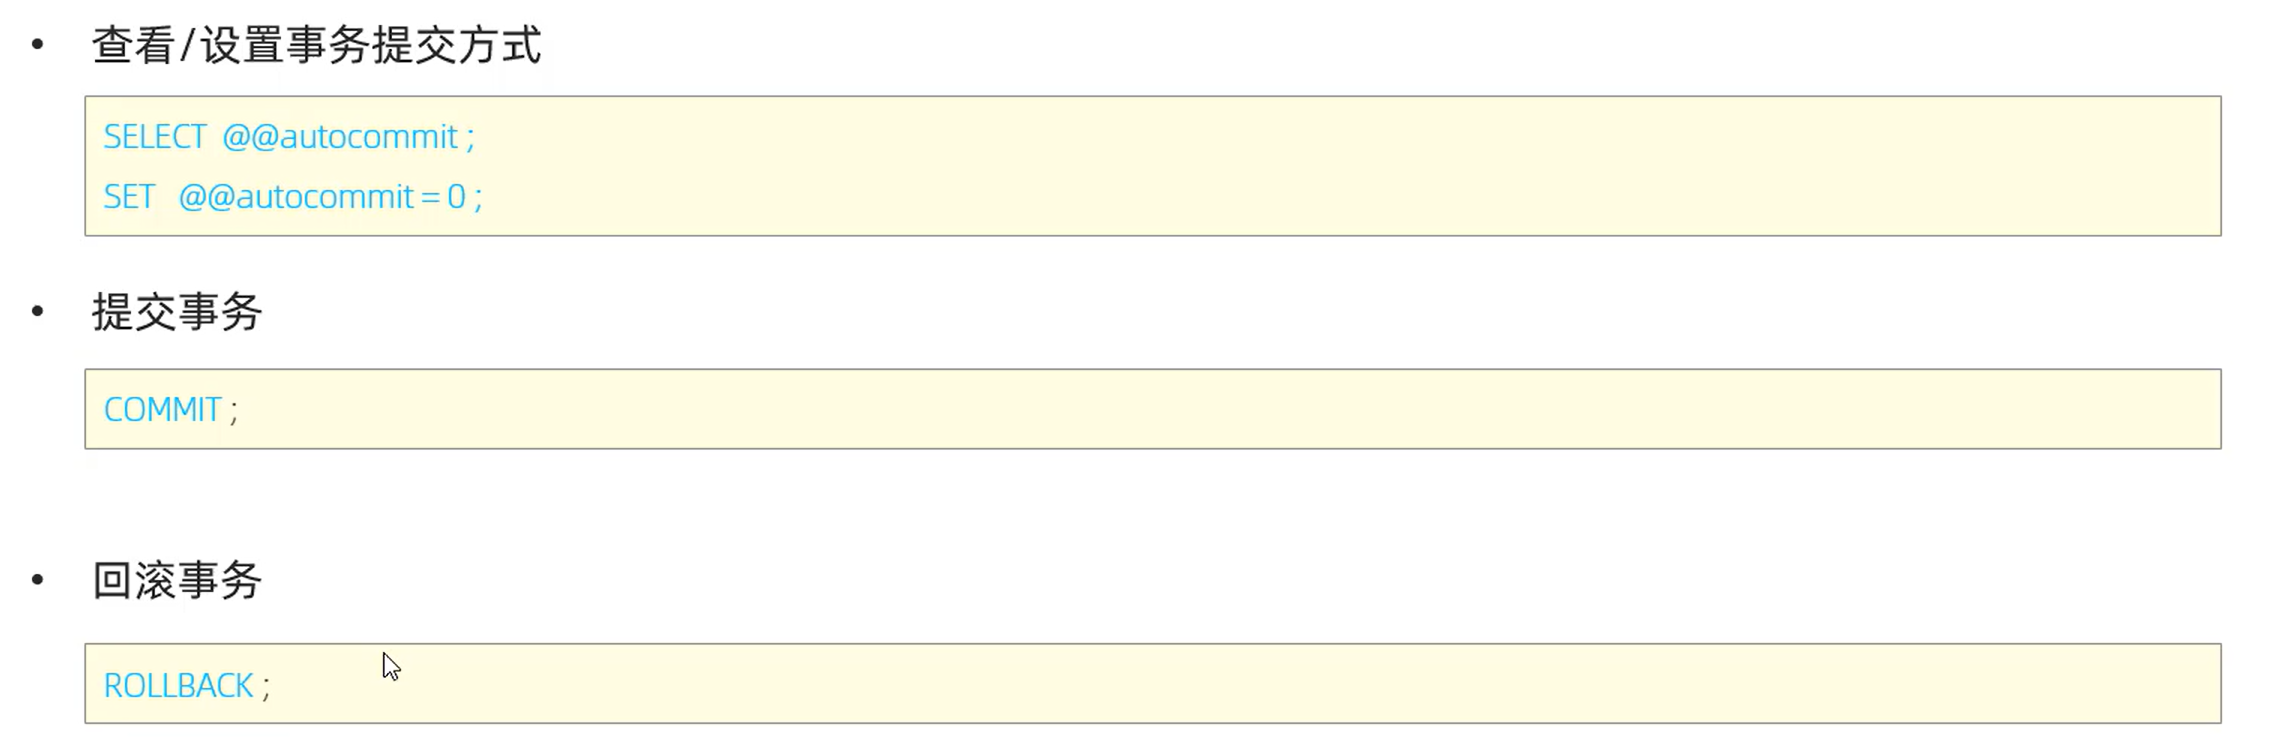 • 查看/设置事务提交方式
SELECT @@autocommit ;
SET @@autocommit = 0 ;
• 提交事务
COMMIT ;
• 回滚事务
ROLLBACK ;